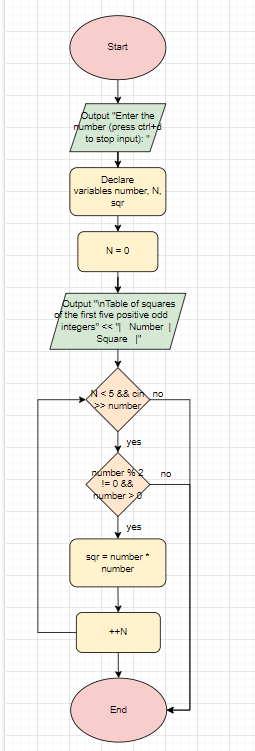 Start
Output "Enter the
number (press ctrl+d
to stop input): "
Declare
variables number, N,
sqr
N = 0
Output "\nTable of squares
of the first five positive odd
integers" << "|   Number  |
Square   |"
N < 5 && cin
>> number
no
yes
number % 2
!= 0 &&
number > 0
no
yes
sqr = number *
number
++N
End